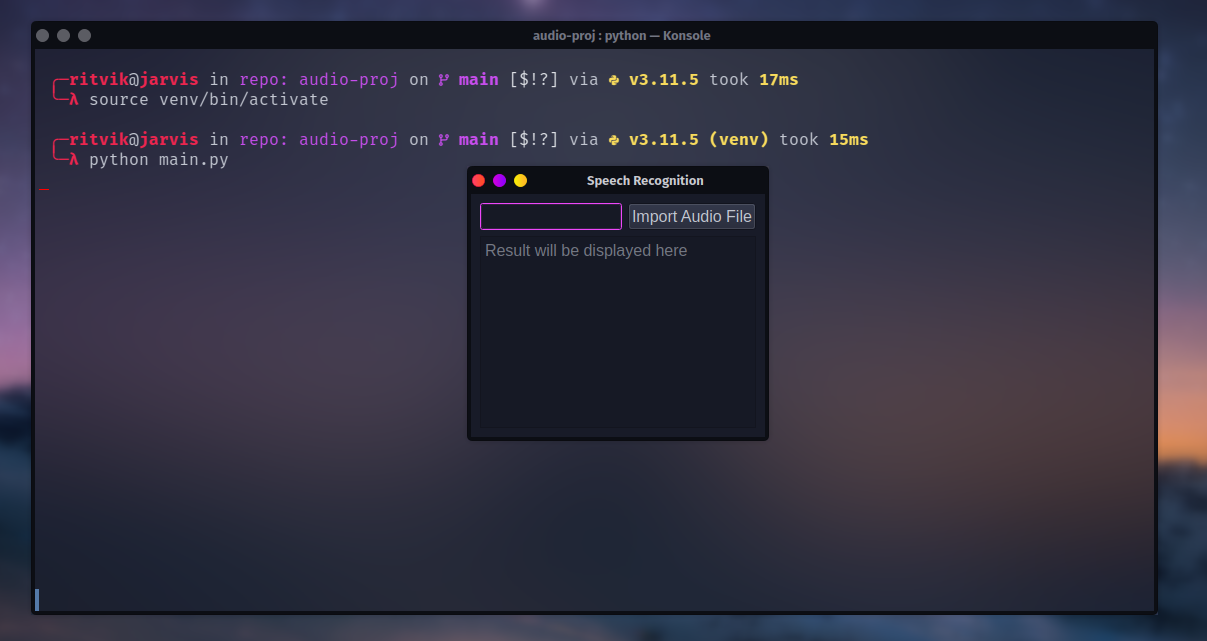 audio-proj : python — Konsole
ritvik@jarvis in repo: audio-proj on main [$!?] via v3.11.5 took 17ms
λ source venv/bin/activate
ritvik@jarvis in repo: audio-proj on main [$!?] via v3.11.5 (venv) took 15ms
λ python main.py
Speech Recognition
Import Audio File
Result will be displayed here